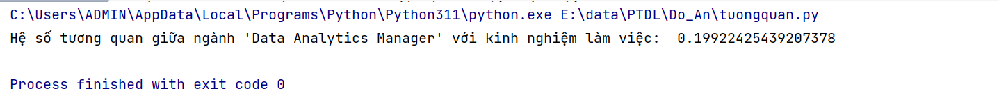 C:\Users\ADMIN\AppData\Local\Programs\Python\Python311\python.exe E:\data\PTDL\Do_An\tuongquan.py
Hệ số tương quan giữa ngành 'Data Analytics Manager' với kinh nghiệm làm việc:  0.19922425439207378
Process finished with exit code 0